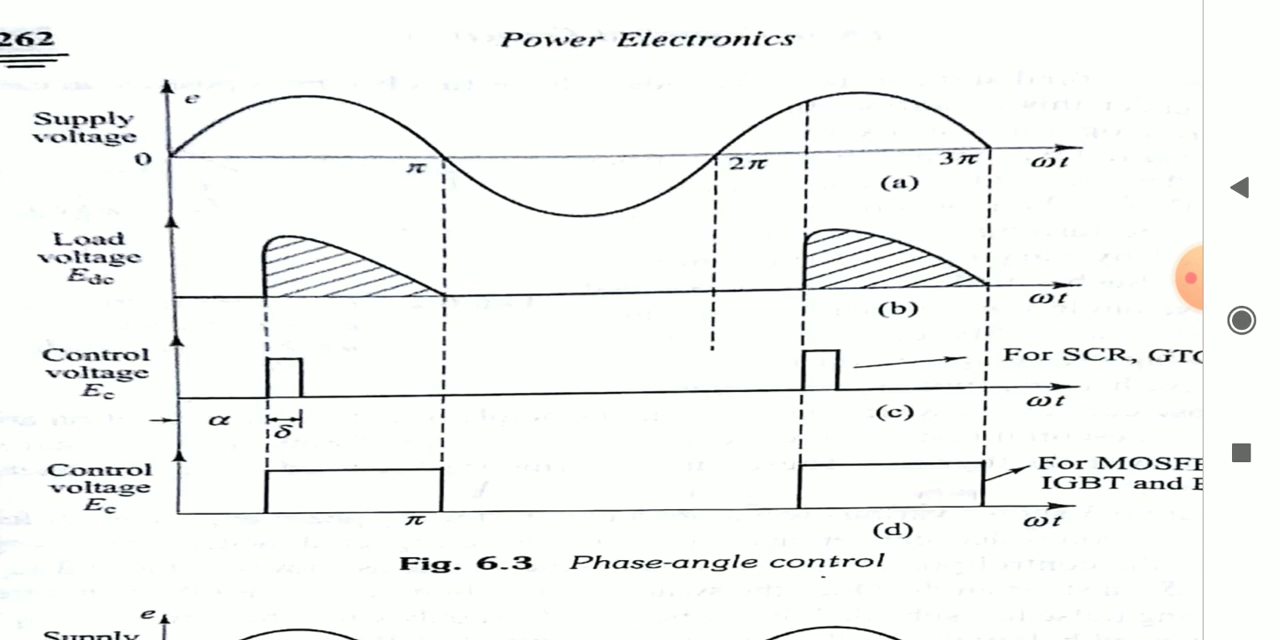 262
Power Electronics
e
Supply
voltage
0
π
2π
3π
ωt
(a)
Load
voltage
Edc
ωt
(b)
Control
voltage
Ec
For SCR, GTO
ωt
(c)
α
δ
Control
voltage
Ec
For MOSFE
IGBT and
π
ωt
(d)
Fig. 6.3 Phase-angle control
e
Supply